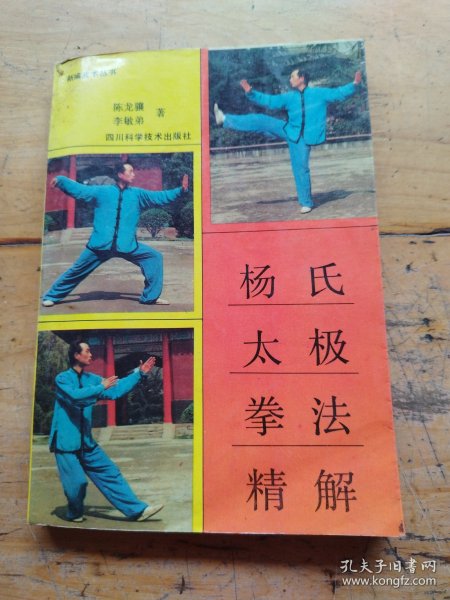 陈龙骧
李敏弟
著
四川科学技术出版社
杨氏
太极
拳法
精解
孔夫子旧书网
www.kongfz.com